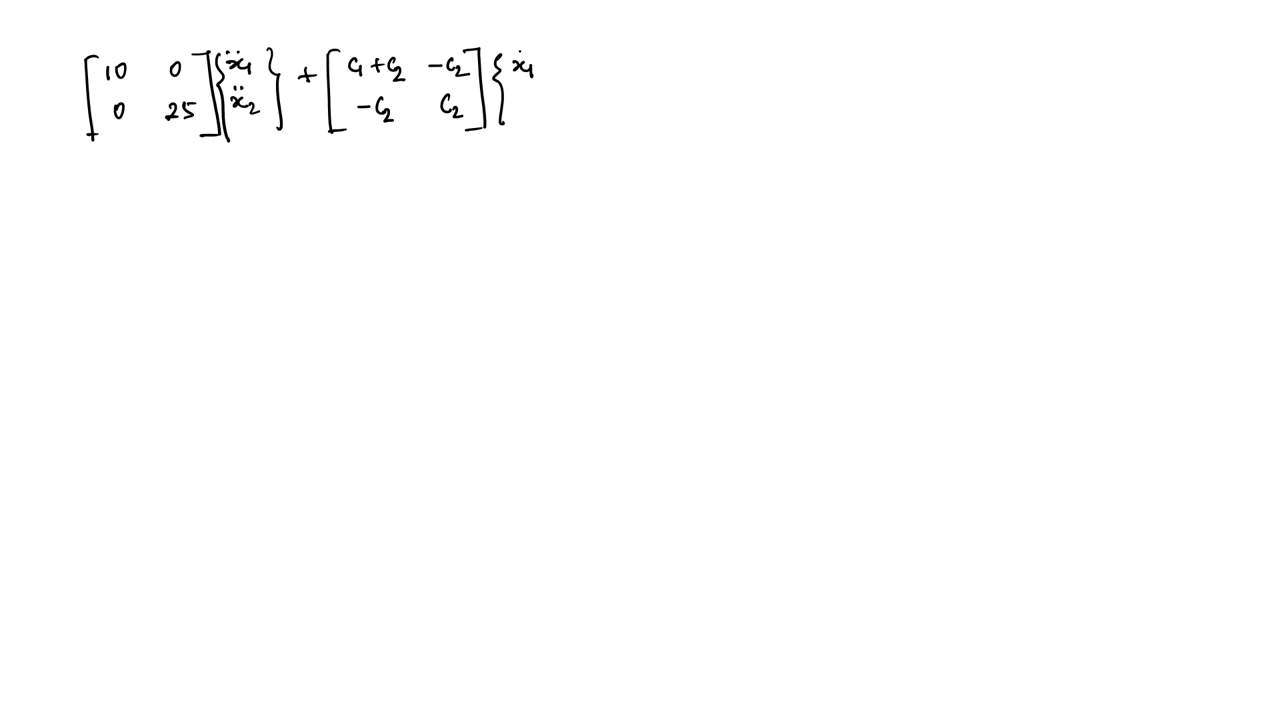 [10 0] {ẍ₁} + [c₁+c₂ -c₂] {ẋ₁
[0 25] {ẍ₂} [-c₂ c₂] {